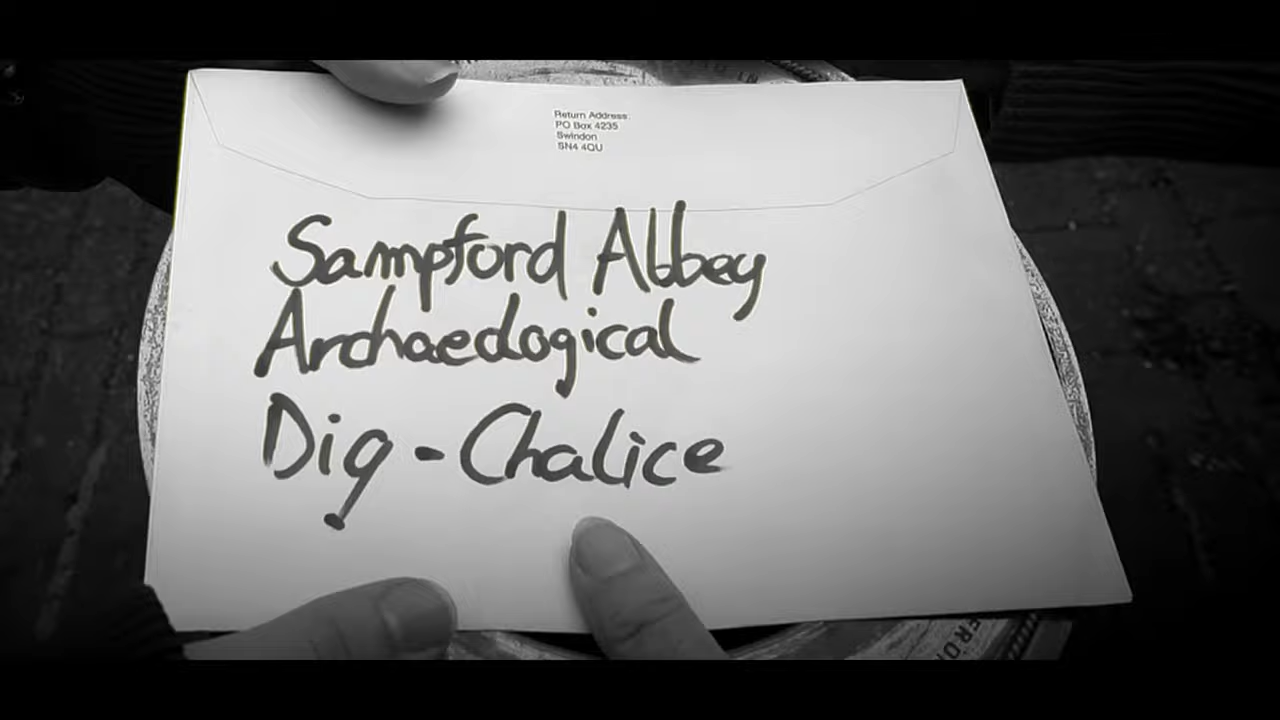 Return Address:
PO Box 4235
Swindon
SN4 4QU
Sampford Abbey
Archaeological
Dig - Chalice